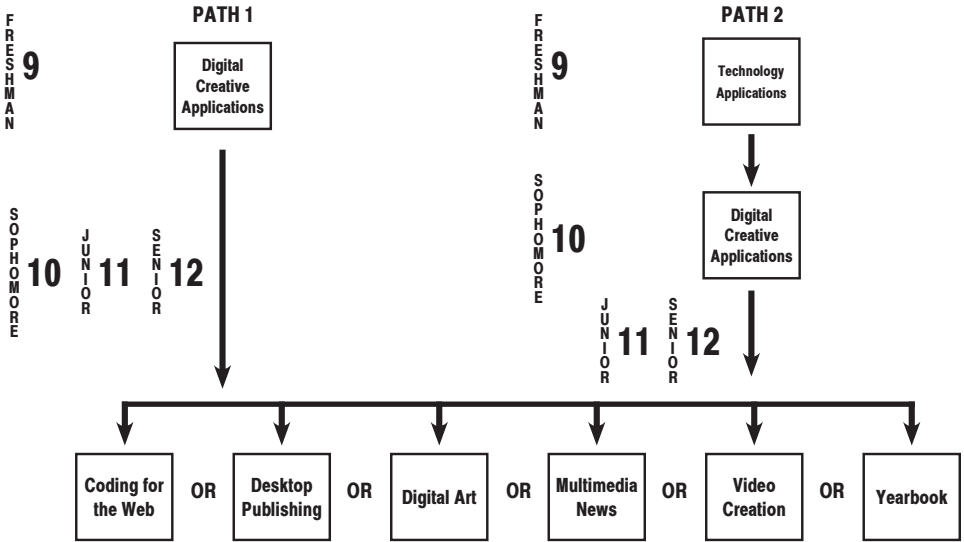 PATH 1
PATH 2
FRESHMAN 9
Digital
Creative
Applications
FRESHMAN 9
Technology
Applications
SOPHOMORE 10
JUNIOR 11
SENIOR 12
SOPHOMORE 10
Digital
Creative
Applications
JUNIOR 11
SENIOR 12
Coding for
the Web
OR
Desktop
Publishing
OR
Digital Art
OR
Multimedia
News
OR
Video
Creation
OR
Yearbook